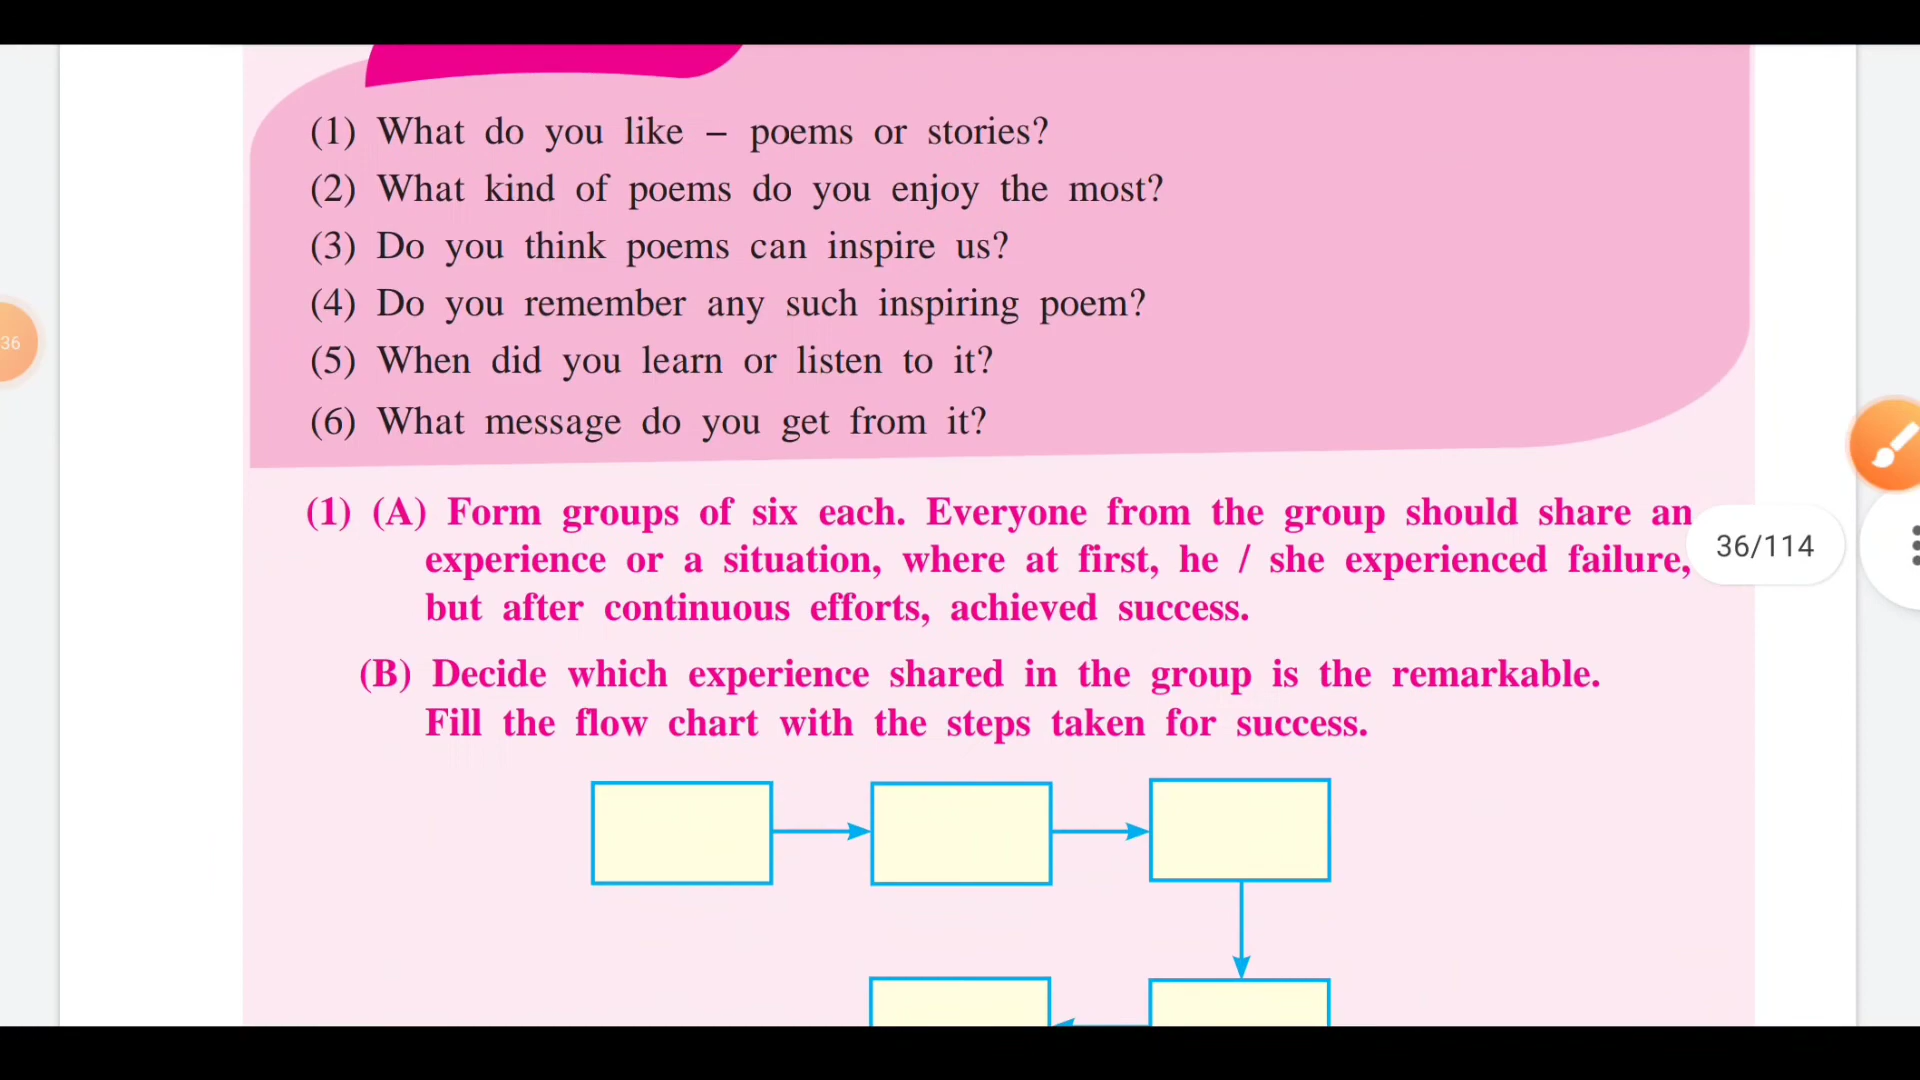 (1) What do you like – poems or stories?
(2) What kind of poems do you enjoy the most?
(3) Do you think poems can inspire us?
(4) Do you remember any such inspiring poem?
(5) When did you learn or listen to it?
(6) What message do you get from it?
(1) (A) Form groups of six each. Everyone from the group should share an
experience or a situation, where at first, he / she experienced failure,
but after continuous efforts, achieved success.
(B) Decide which experience shared in the group is the remarkable.
Fill the flow chart with the steps taken for success.
36/114
36